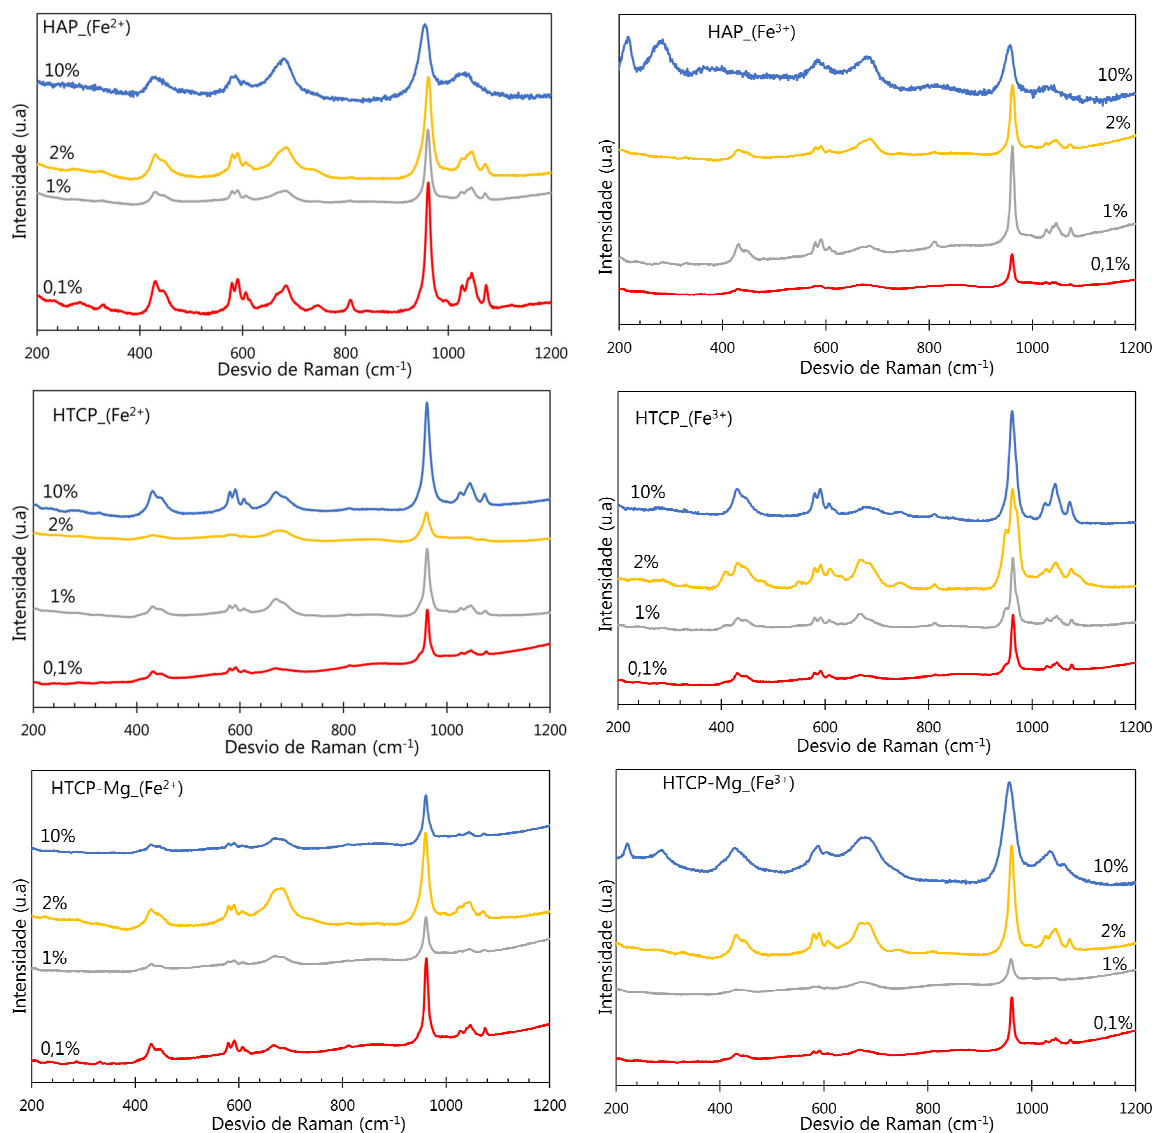 HAP_(Fe²⁺)
10%
2%
1%
0,1%
Intensidade (u.a)
200 400 600 800 1000 1200
Desvio de Raman (cm⁻¹)
HAP_(Fe³⁺)
10%
2%
1%
0,1%
Intensidade (u.a)
200 400 600 800 1000 1200
Desvio de Raman (cm⁻¹)
HTCP_(Fe²⁺)
10%
2%
1%
0,1%
Intensidade (u.a)
200 400 600 800 1000 1200
Desvio de Raman (cm⁻¹)
HTCP_(Fe³⁺)
10%
2%
1%
0,1%
Intensidade (u.a)
200 400 600 800 1000 1200
Desvio de Raman (cm⁻¹)
HTCP-Mg_(Fe²⁺)
10%
2%
1%
0,1%
Intensidade (u.a)
200 400 600 800 1000 1200
Desvio de Raman (cm⁻¹)
HTCP-Mg_(Fe³⁺)
10%
2%
1%
0,1%
Intensidade (u.a)
200 400 600 800 1000 1200
Desvio de Raman (cm⁻¹)